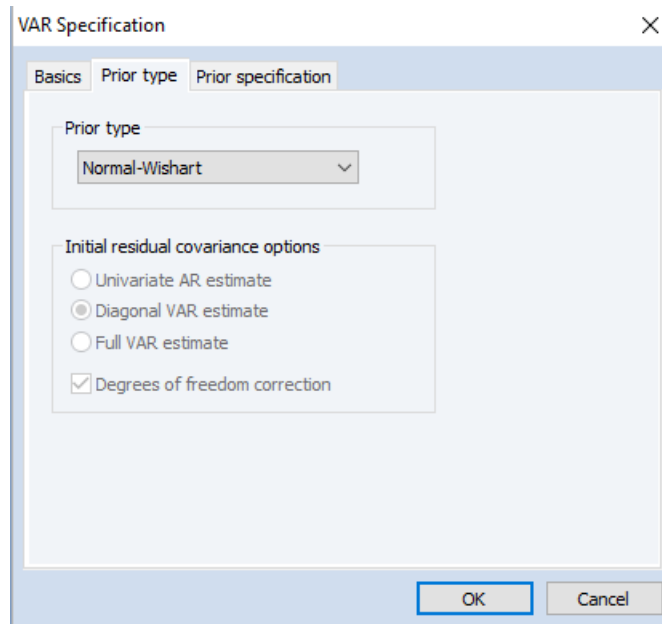 VAR Specification
Basics Prior type Prior specification
Prior type
Normal-Wishart
Initial residual covariance options
Univariate AR estimate
Diagonal VAR estimate
Full VAR estimate
Degrees of freedom correction
OK Cancel